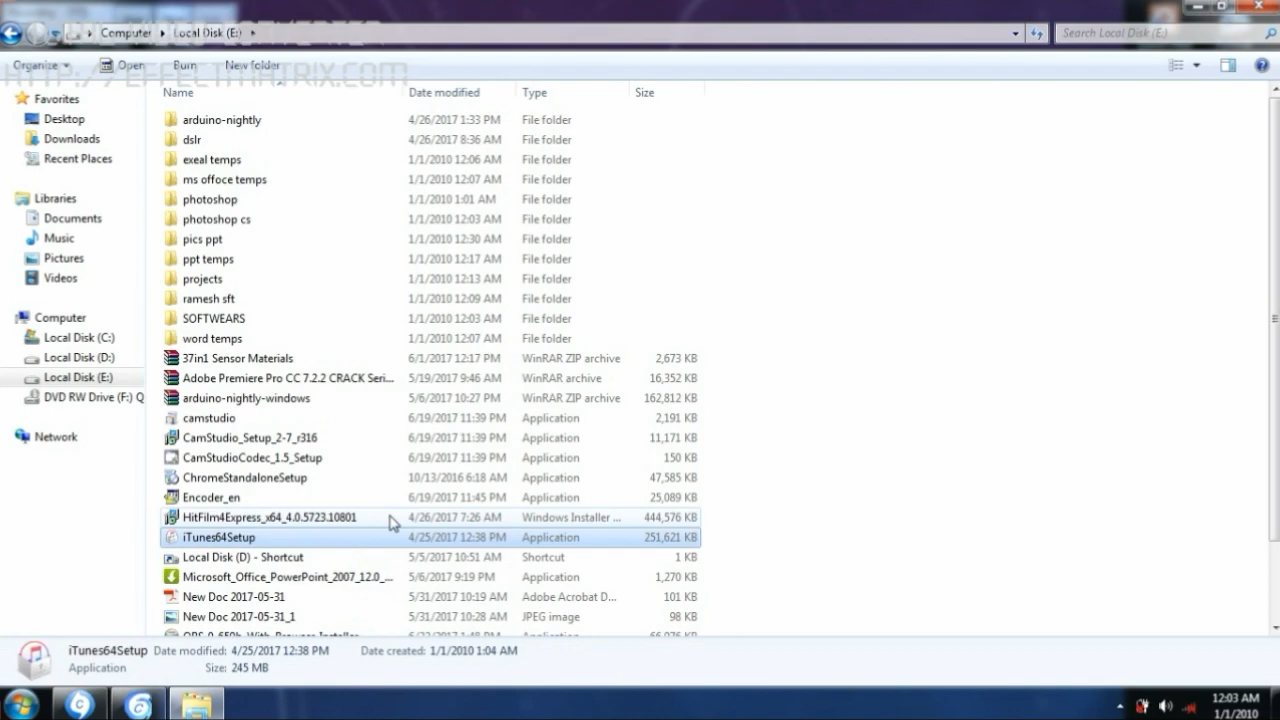 Computer ▸ Local Disk (E:) ▸ Search Local Disk (E:)
Organize Open Burn New folder
HTTP://EFFECTMATRIX.COM
Name Date modified Type Size
Favorites
Desktop
Downloads
Recent Places
Libraries
Documents
Music
Pictures
Videos
Computer
Local Disk (C:)
Local Disk (D:)
Local Disk (E:)
DVD RW Drive (F:) Q
Network
arduino-nightly 4/26/2017 1:33 PM File folder
dslr 4/26/2017 8:36 AM File folder
exeal temps 1/1/2010 12:06 AM File folder
ms offoce temps 1/1/2010 12:07 AM File folder
photoshop 1/1/2010 1:01 AM File folder
photoshop cs 1/1/2010 12:03 AM File folder
pics ppt 1/1/2010 12:30 AM File folder
ppt temps 1/1/2010 12:17 AM File folder
projects 1/1/2010 12:13 AM File folder
ramesh sft 1/1/2010 12:09 AM File folder
SOFTWEARS 1/1/2010 12:03 AM File folder
word temps 1/1/2010 12:07 AM File folder
37in1 Sensor Materials 6/1/2017 12:17 PM WinRAR ZIP archive 2,673 KB
Adobe Premiere Pro CC 7.2.2 CRACK Seri... 5/19/2017 9:46 AM WinRAR archive 16,352 KB
arduino-nightly-windows 5/6/2017 10:27 PM WinRAR ZIP archive 162,812 KB
camstudio 6/19/2017 11:39 PM Application 2,191 KB
CamStudio_Setup_2-7_r316 6/19/2017 11:39 PM Application 11,171 KB
CamStudioCodec_1.5_Setup 6/19/2017 11:39 PM Application 150 KB
ChromeStandaloneSetup 10/13/2016 6:18 AM Application 47,585 KB
Encoder_en 6/19/2017 11:45 PM Application 25,089 KB
HitFilm4Express_x64_4.0.5723.10801 4/26/2017 7:26 AM Windows Installer ... 444,576 KB
iTunes64Setup 4/25/2017 12:38 PM Application 251,621 KB
Local Disk (D) - Shortcut 5/5/2017 10:51 AM Shortcut 1 KB
Microsoft_Office_PowerPoint_2007_12.0_... 5/6/2017 9:19 PM Application 1,270 KB
New Doc 2017-05-31 5/31/2017 10:19 AM Adobe Acrobat D... 101 KB
New Doc 2017-05-31_1 5/31/2017 10:28 AM JPEG image 98 KB
iTunes64Setup Date modified: 4/25/2017 12:38 PM Date created: 1/1/2010 1:04 AM
Application Size: 245 MB
12:03 AM
1/1/2010